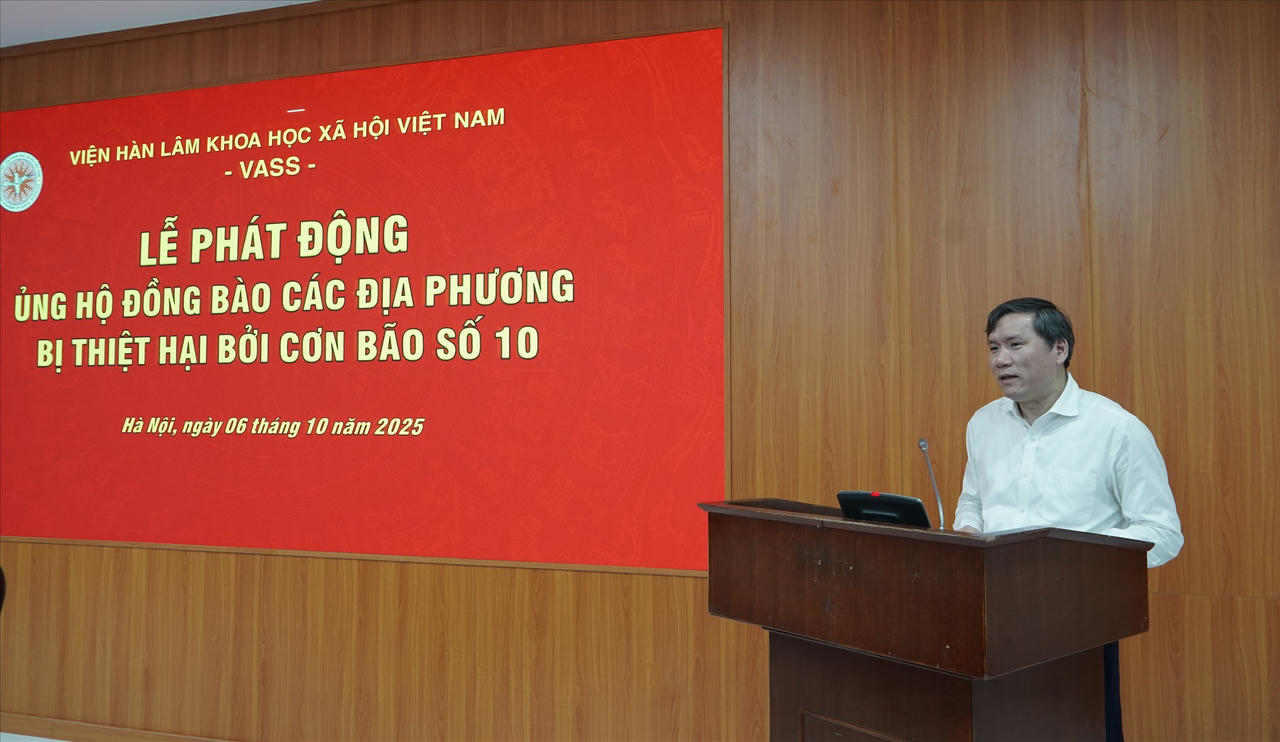 VIỆN HÀN LÂM KHOA HỌC XÃ HỘI VIỆT NAM
- VASS -
LỄ PHÁT ĐỘNG
ỦNG HỘ ĐỒNG BÀO CÁC ĐỊA PHƯƠNG
BỊ THIỆT HẠI BỞI CƠN BÃO SỐ 10
Hà Nội, ngày 06 tháng 10 năm 2025